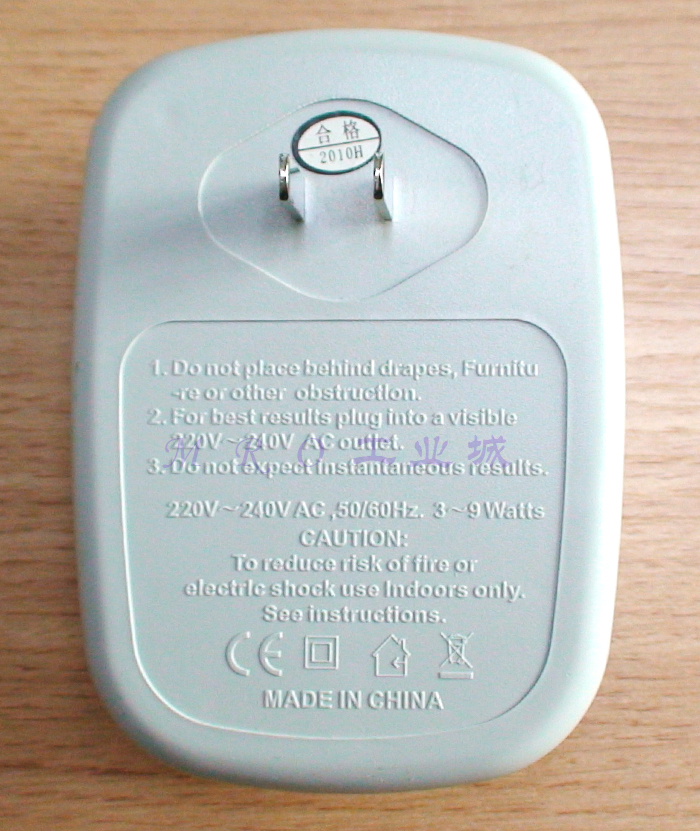 合格
2010H
1. Do not place behind drapes, Furnitu
-re or other obstruction.
2. For best results plug into a visible
220V~240V AC outlet.
MKO工业城
3. Do not expect instantaneous results.
220V~240V AC ,50/60Hz. 3~9 Watts
CAUTION:
To reduce risk of fire or
electric shock use indoors only.
See instructions.
CE
MADE IN CHINA